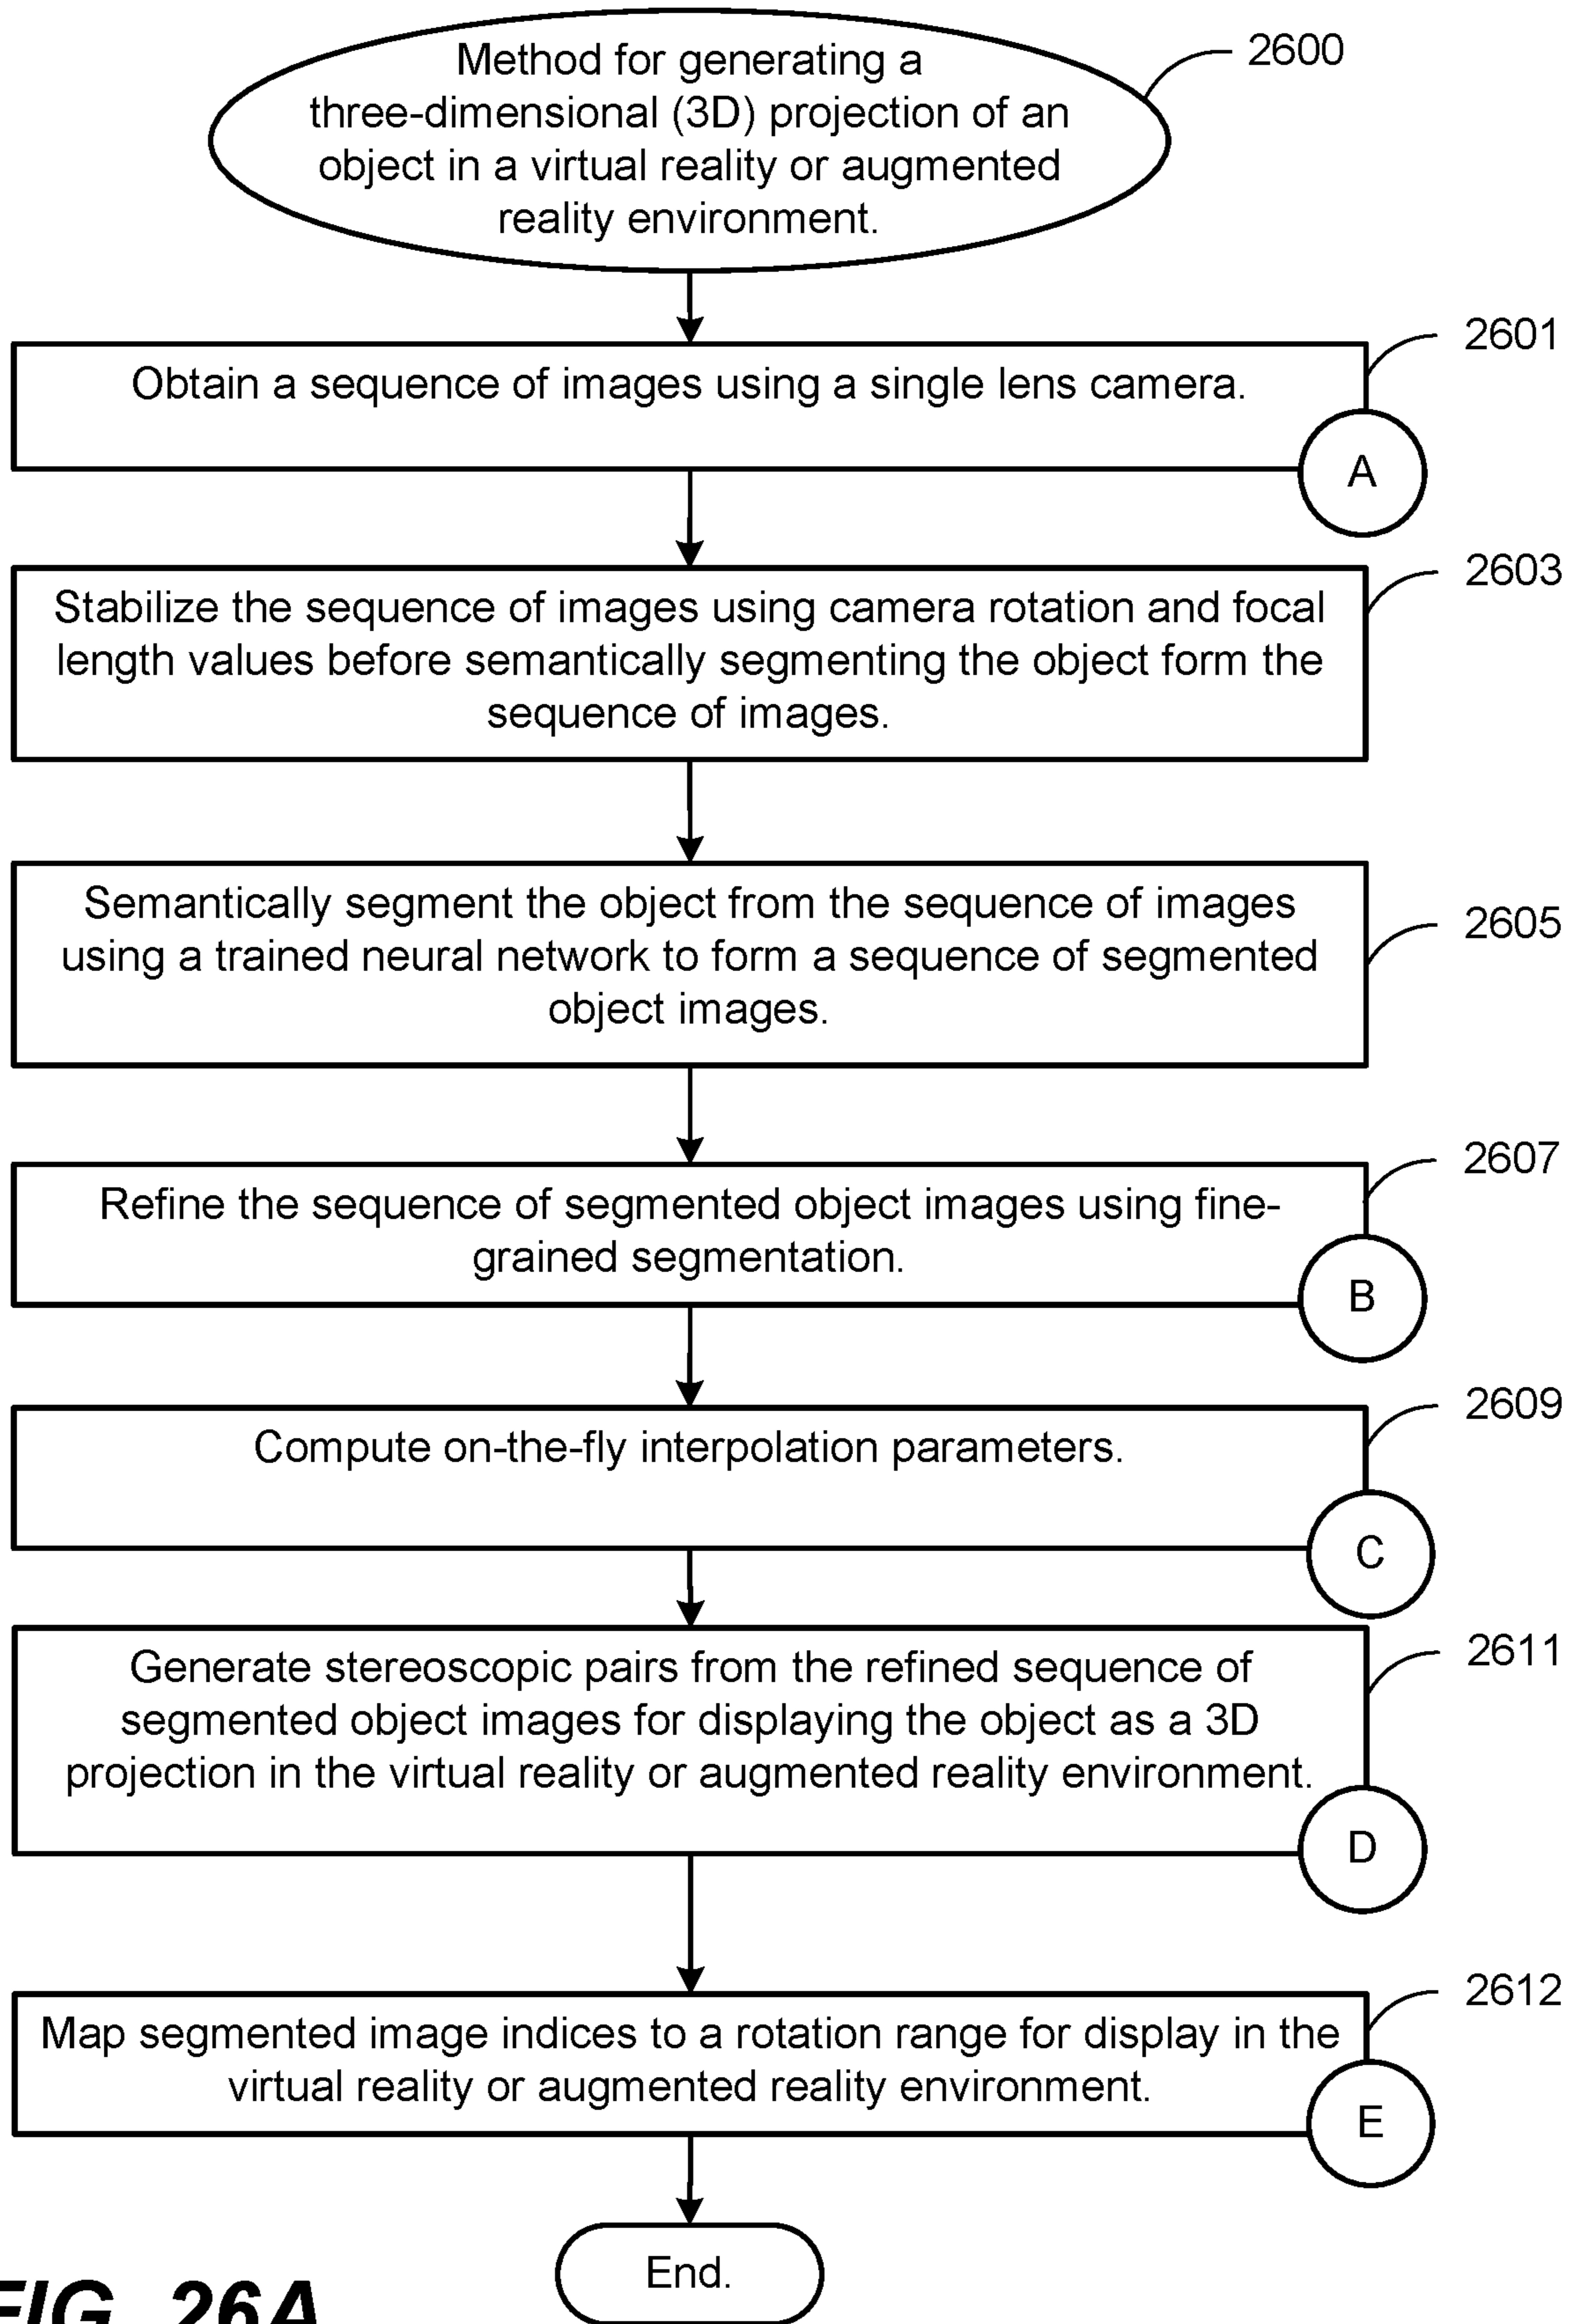 Method for generating a
three-dimensional (3D) projection of an
object in a virtual reality or augmented
reality environment.
2600
Obtain a sequence of images using a single lens camera.
2601
A
Stabilize the sequence of images using camera rotation and focal
length values before semantically segmenting the object form the
sequence of images.
2603
Semantically segment the object from the sequence of images
using a trained neural network to form a sequence of segmented
object images.
2605
Refine the sequence of segmented object images using fine-
grained segmentation.
2607
B
Compute on-the-fly interpolation parameters.
2609
C
Generate stereoscopic pairs from the refined sequence of
segmented object images for displaying the object as a 3D
projection in the virtual reality or augmented reality environment.
2611
D
Map segmented image indices to a rotation range for display in the
virtual reality or augmented reality environment.
2612
E
End.
FIG. 26A